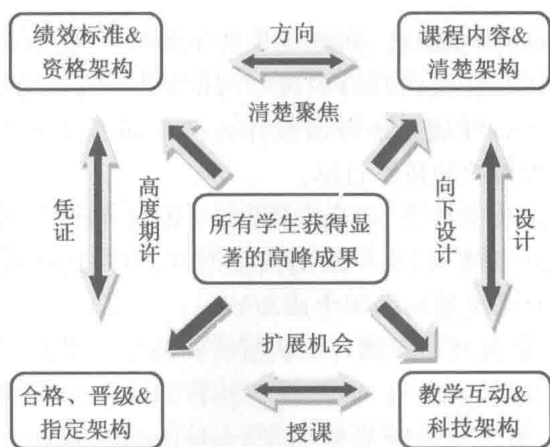 绩效标准&
资格架构
方向
清楚聚焦
课程内容&
清楚架构
凭证
高度期许
所有学生获得显
著的高峰成果
向下设计
设计
合格、晋级&
指定架构
扩展机会
授课
教学互动&
科技架构